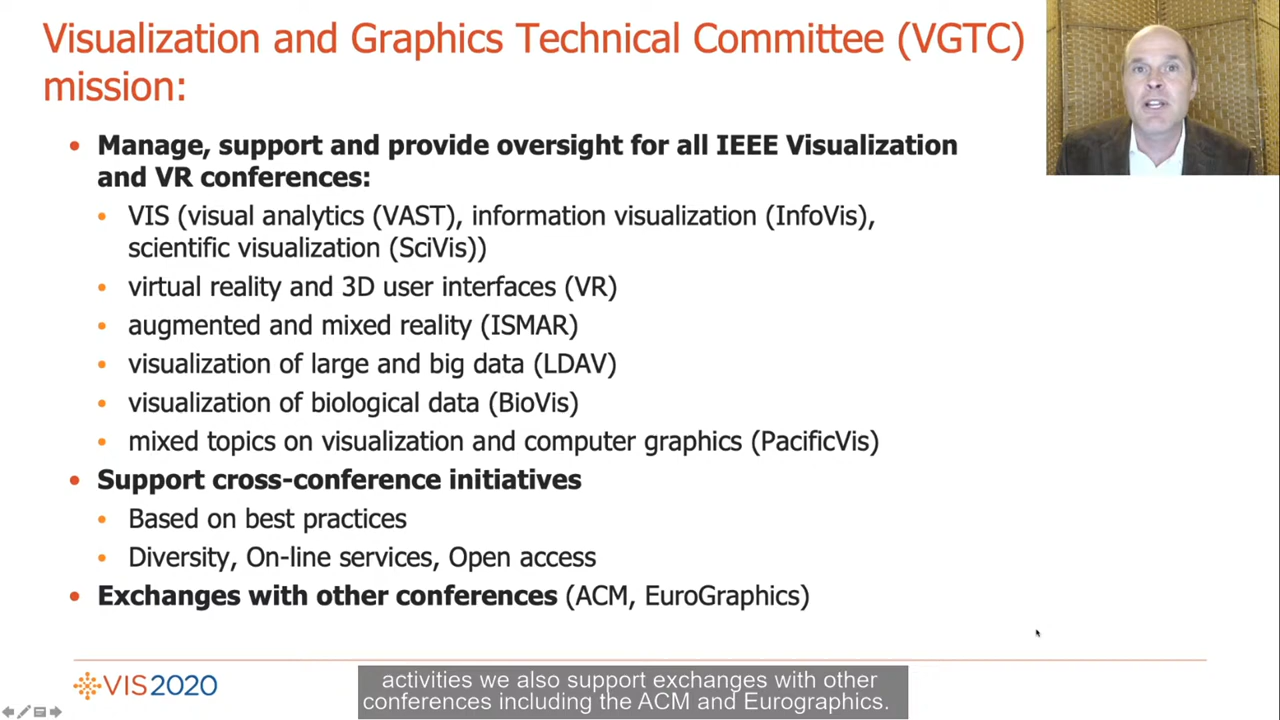 Visualization and Graphics Technical Committee (VGTC)
mission:
• Manage, support and provide oversight for all IEEE Visualization
and VR conferences:
• VIS (visual analytics (VAST), information visualization (InfoVis),
scientific visualization (SciVis))
• virtual reality and 3D user interfaces (VR)
• augmented and mixed reality (ISMAR)
• visualization of large and big data (LDAV)
• visualization of biological data (BioVis)
• mixed topics on visualization and computer graphics (PacificVis)
• Support cross-conference initiatives
• Based on best practices
• Diversity, On-line services, Open access
• Exchanges with other conferences (ACM, EuroGraphics)
VIS2020
activities we also support exchanges with other
conferences including the ACM and Eurographics.